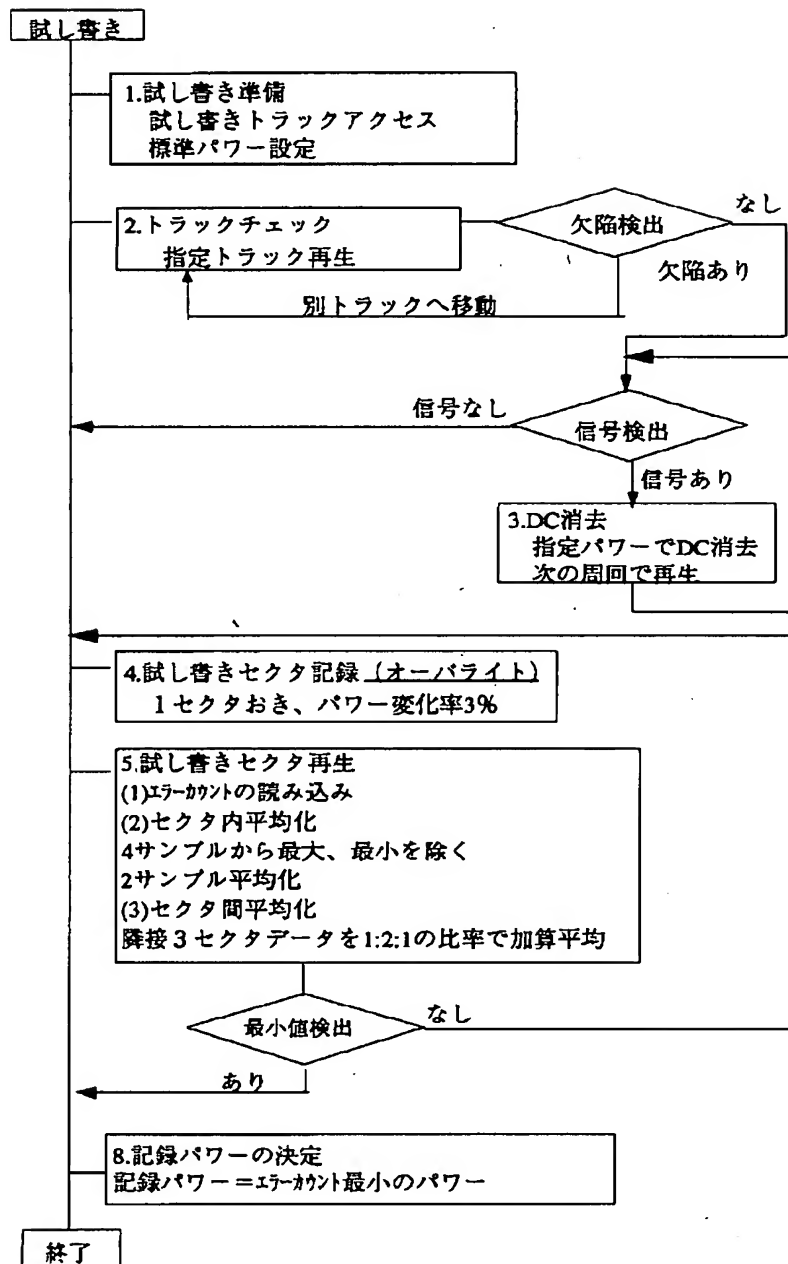 試し書き
1.試し書き準備
試し書きトラックアクセス
標準パワー設定
2.トラックチェック
指定トラック再生
欠陥検出
なし
欠陥あり
別トラックへ移動
信号なし
信号検出
信号あり
3.DC消去
指定パワーでDC消去
次の周回で再生
4.試し書きセクタ記録 (オーバライト)
1セクタおき、パワー変化率3%
5.試し書きセクタ再生
(1)エラーカウントの読み込み
(2)セクタ内平均化
4サンプルから最大、最小を除く
2サンプル平均化
(3)セクタ間平均化
隣接3セクタデータを1:2:1の比率で加算平均
最小値検出
なし
あり
8.記録パワーの決定
記録パワー=エラーカウント最小のパワー
終了